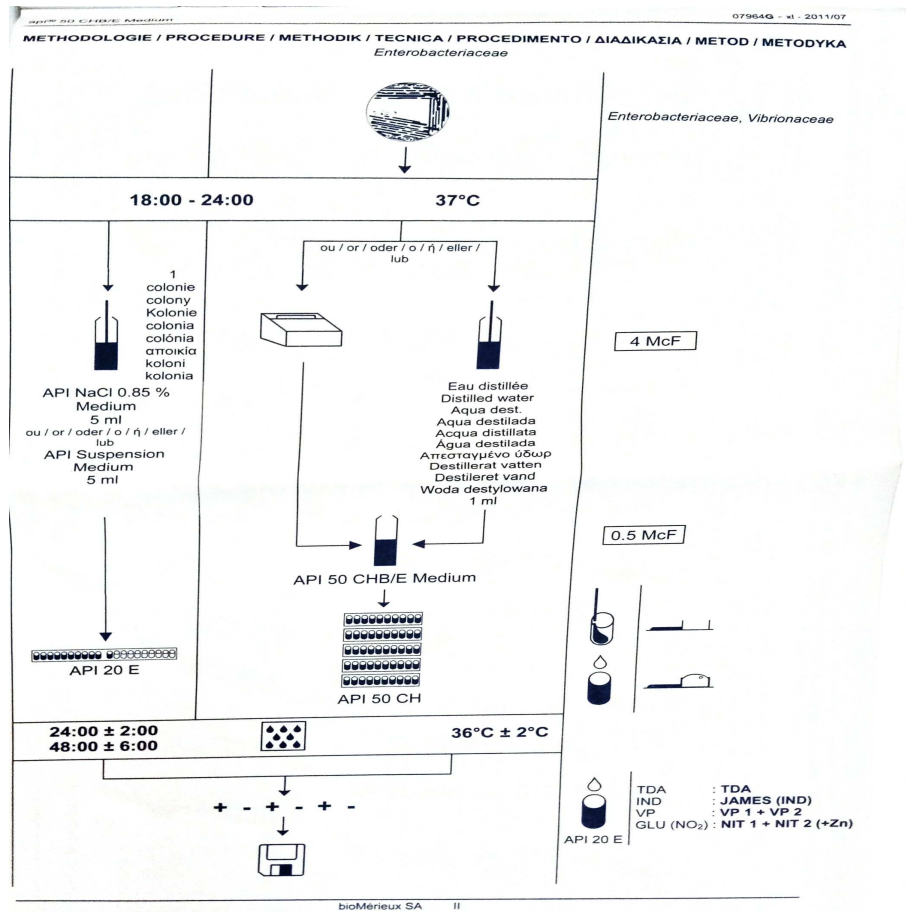 api® 50 CHB/E Medium
07964G - xl - 2011/07
METHODOLOGIE / PROCEDURE / METHODIK / TECNICA / PROCEDIMENTO / ΔΙΑΔΙΚΑΣΙΑ / METOD / METODYKA
Enterobacteriaceae
Enterobacteriaceae, Vibrionaceae
18:00 - 24:00
37°C
1
colonie
colony
Kolonie
colonia
colónia
αποικία
koloni
kolonia
API NaCl 0.85 %
Medium
5 ml
ou / or / oder / o / ή / eller /
lub
API Suspension
Medium
5 ml
API 20 E
ou / or / oder / o / ή / eller /
lub
Eau distillée
Distilled water
Aqua dest.
Aqua destilada
Acqua distillata
Água destilada
Απεσταγμένο ύδωρ
Destillerat vatten
Destileret vand
Woda destylowana
1 ml
API 50 CHB/E Medium
API 50 CH
4 McF
0.5 McF
24:00 ± 2:00
48:00 ± 6:00
36°C ± 2°C
+ - + - + -
API 20 E
TDA : TDA
IND : JAMES (IND)
VP : VP 1 + VP 2
GLU (NO₂) : NIT 1 + NIT 2 (+Zn)
bioMérieux SA II